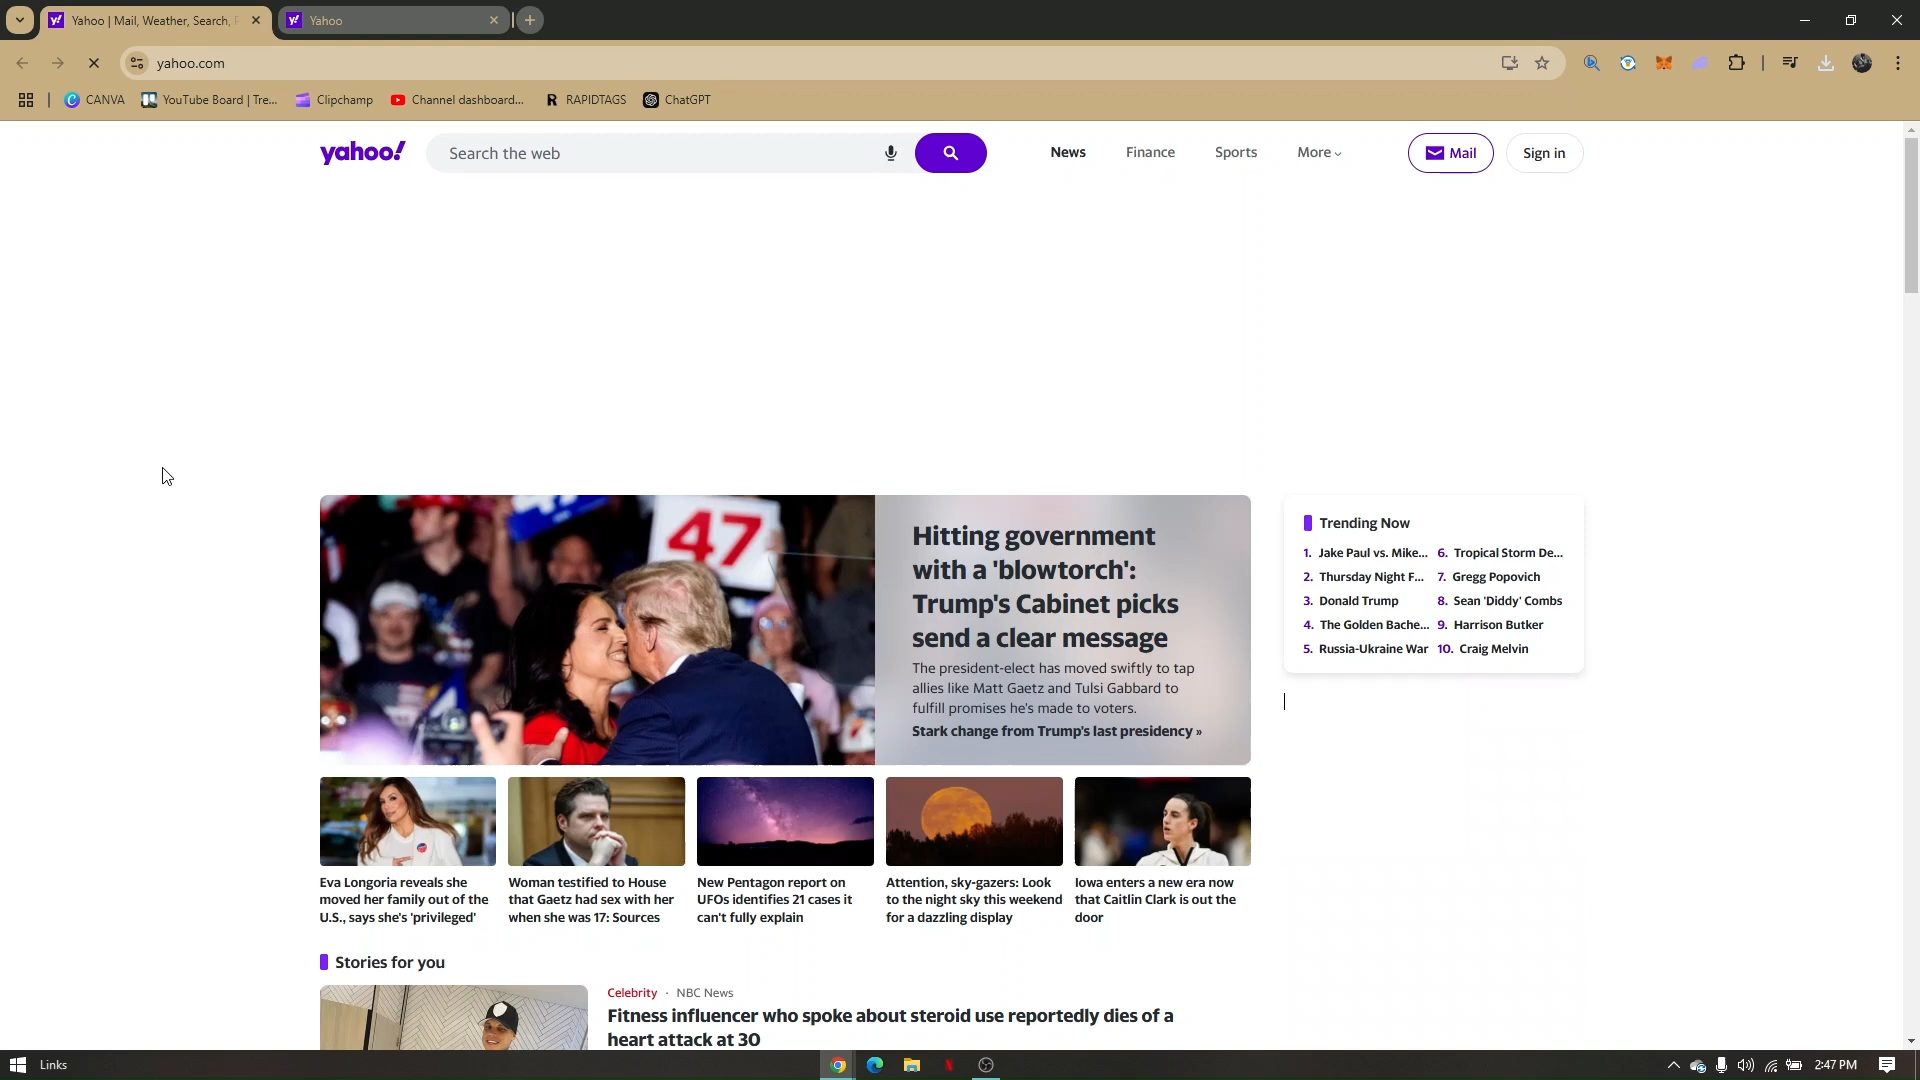 Yahoo | Mail, Weather, Search,
Yahoo
yahoo.com
CANVA
YouTube Board | Tre...
Clipchamp
Channel dashboard...
R RAPIDTAGS
ChatGPT
yahoo!
Search the web
News
Finance
Sports
More
Mail
Sign in
47
Hitting government
with a 'blowtorch':
Trump's Cabinet picks
send a clear message
The president-elect has moved swiftly to tap
allies like Matt Gaetz and Tulsi Gabbard to
fulfill promises he's made to voters.
Stark change from Trump's last presidency »
Trending Now
1. Jake Paul vs. Mike...
2. Thursday Night F...
3. Donald Trump
4. The Golden Bache...
5. Russia-Ukraine War
6. Tropical Storm De...
7. Gregg Popovich
8. Sean 'Diddy' Combs
9. Harrison Butker
10. Craig Melvin
Eva Longoria reveals she
moved her family out of the
U.S., says she's 'privileged'
Woman testified to House
that Gaetz had sex with her
when she was 17: Sources
New Pentagon report on
UFOs identifies 21 cases it
can't fully explain
Attention, sky-gazers: Look
to the night sky this weekend
for a dazzling display
Iowa enters a new era now
that Caitlin Clark is out the
door
Stories for you
Celebrity · NBC News
Fitness influencer who spoke about steroid use reportedly dies of a
heart attack at 30
Links
2:47 PM